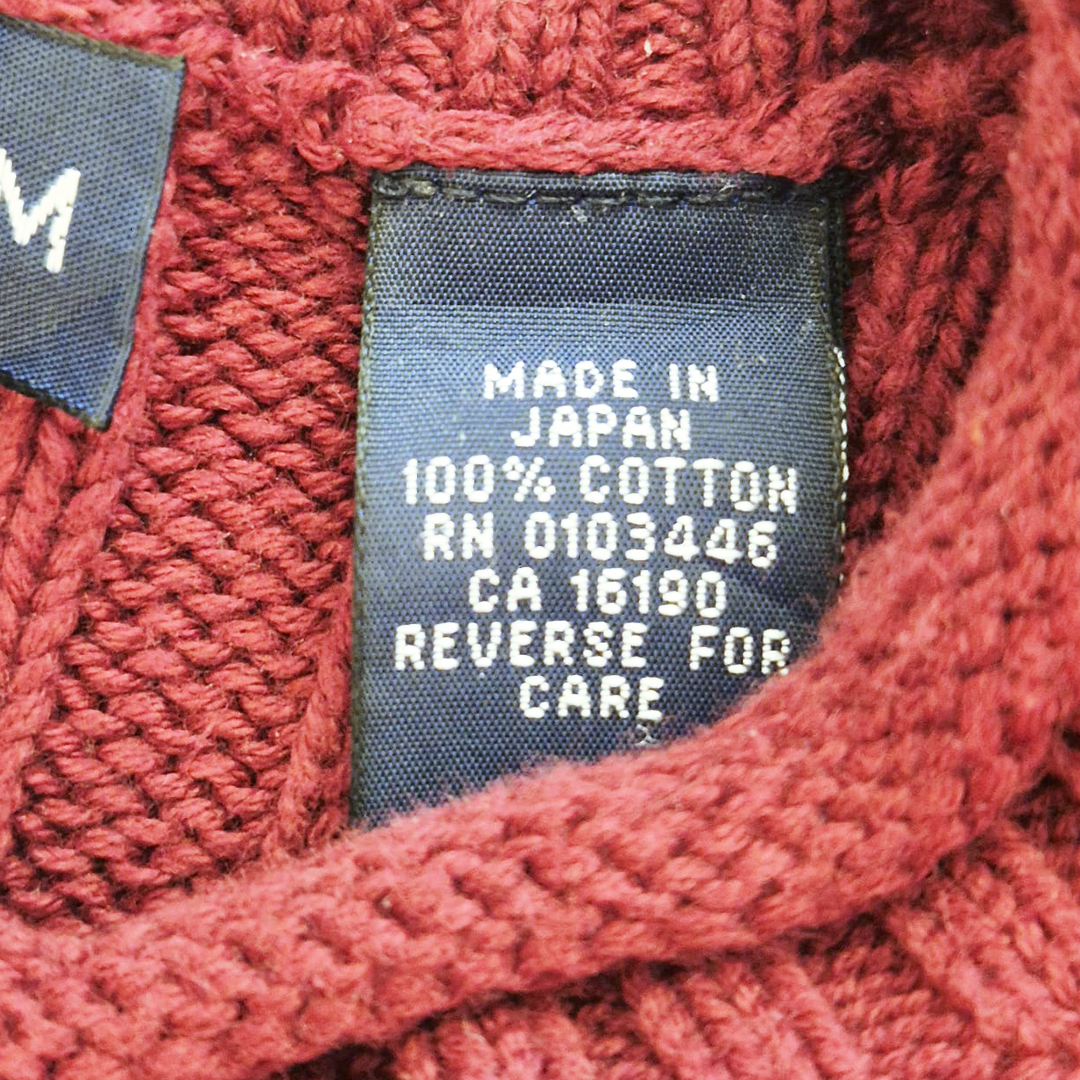 M
MADE IN
JAPAN
100% COTTON
RN 0103446
CA 16190
REVERSE FOR
CARE